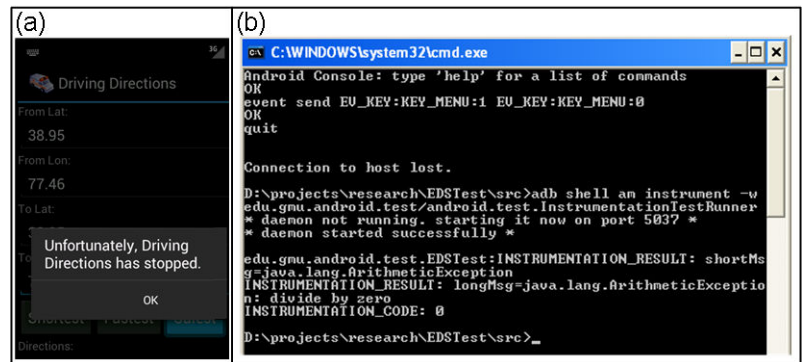 (a)
3G
Driving Directions
From Lat:
38.95
From Lon:
77.46
To Lat:
Unfortunately, Driving
Directions has stopped.
OK
Shortest Fastest Safest
Directions:
(b)
C:\WINDOWS\system32\cmd.exe
Android Console: type 'help' for a list of commands
OK
event send EV_KEY:KEY_MENU:1 EV_KEY:KEY_MENU:0
OK
quit
Connection to host lost.
D:\projects\research\EDSTest\src>adb shell am instrument -w
edu.gmu.android.test/android.test.InstrumentationTestRunner
* daemon not running. starting it now on port 5037 *
* daemon started successfully *
edu.gmu.android.test.EDSTest:INSTRUMENTATION_RESULT: shortMs
g=java.lang.ArithmeticException
INSTRUMENTATION_RESULT: longMsg=java.lang.ArithmeticExceptio
n: divide by zero
INSTRUMENTATION_CODE: 0
D:\projects\research\EDSTest\src>_